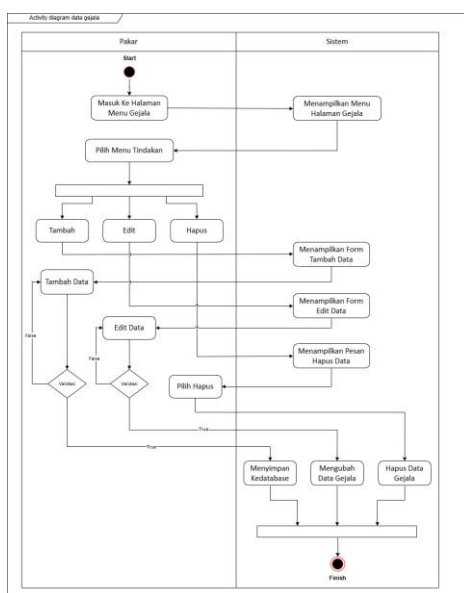 Activity diagram data gejala
Pakar
Sistem
Start
Masuk Ke Halaman
Menu Gejala
Menampilkan Menu
Halaman Gejala
Pilih Menu Tindakan
Tambah
Edit
Hapus
Menampilkan Form
Tambah Data
Tambah Data
Menampilkan Form
Edit Data
Edit Data
False
False
Menampilkan Pesan
Hapus Data
Validasi
Validasi
Pilih Hapus
True
True
Menyimpan
Kedatabase
Mengubah
Data Gejala
Hapus Data
Gejala
Finish